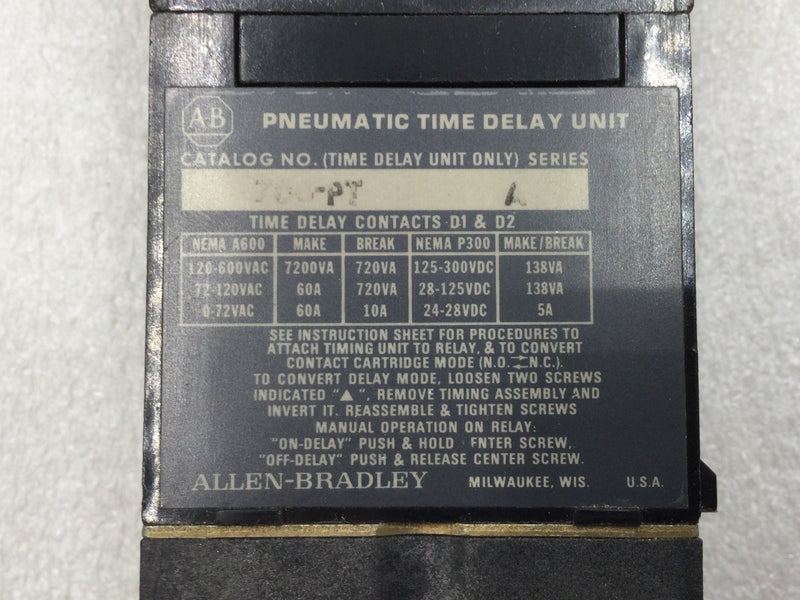 A-B PNEUMATIC TIME DELAY UNIT
CATALOG NO. (TIME DELAY UNIT ONLY) SERIES
700-PT A
TIME DELAY CONTACTS D1 & D2
NEMA A600 MAKE BREAK NEMA P300 MAKE/BREAK
120-600VAC 7200VA 720VA 125-300VDC 138VA
72-120VAC 60A 720VA 28-125VDC 138VA
0-72VAC 60A 10A 24-28VDC 5A
SEE INSTRUCTION SHEET FOR PROCEDURES TO
ATTACH TIMING UNIT TO RELAY, & TO CONVERT
CONTACT CARTRIDGE MODE (N.O.⇄N.C.).
TO CONVERT DELAY MODE, LOOSEN TWO SCREWS
INDICATED "▲", REMOVE TIMING ASSEMBLY AND
INVERT IT. REASSEMBLE & TIGHTEN SCREWS
MANUAL OPERATION ON RELAY:
"ON-DELAY" PUSH & HOLD ENTER SCREW,
"OFF-DELAY" PUSH & RELEASE CENTER SCREW.
ALLEN-BRADLEY MILWAUKEE, WIS. U.S.A.